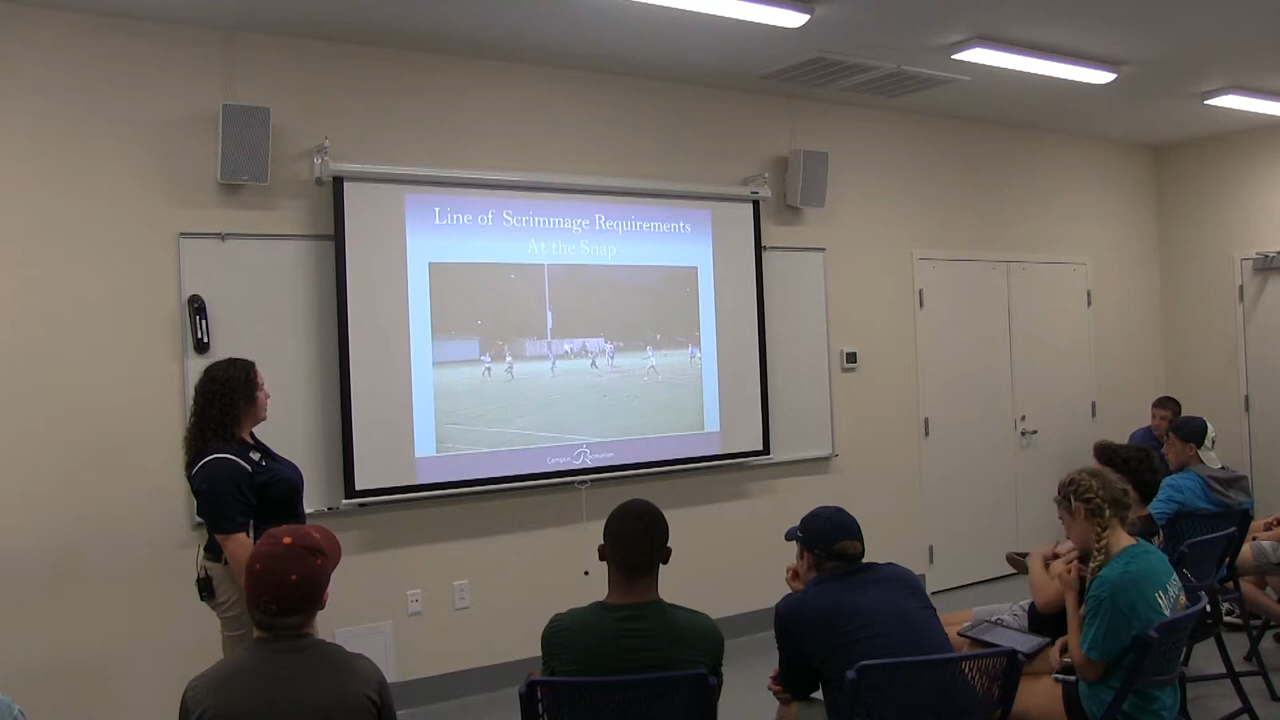 Line of Scrimmage Requirements
At the Snap
Campus Recreation